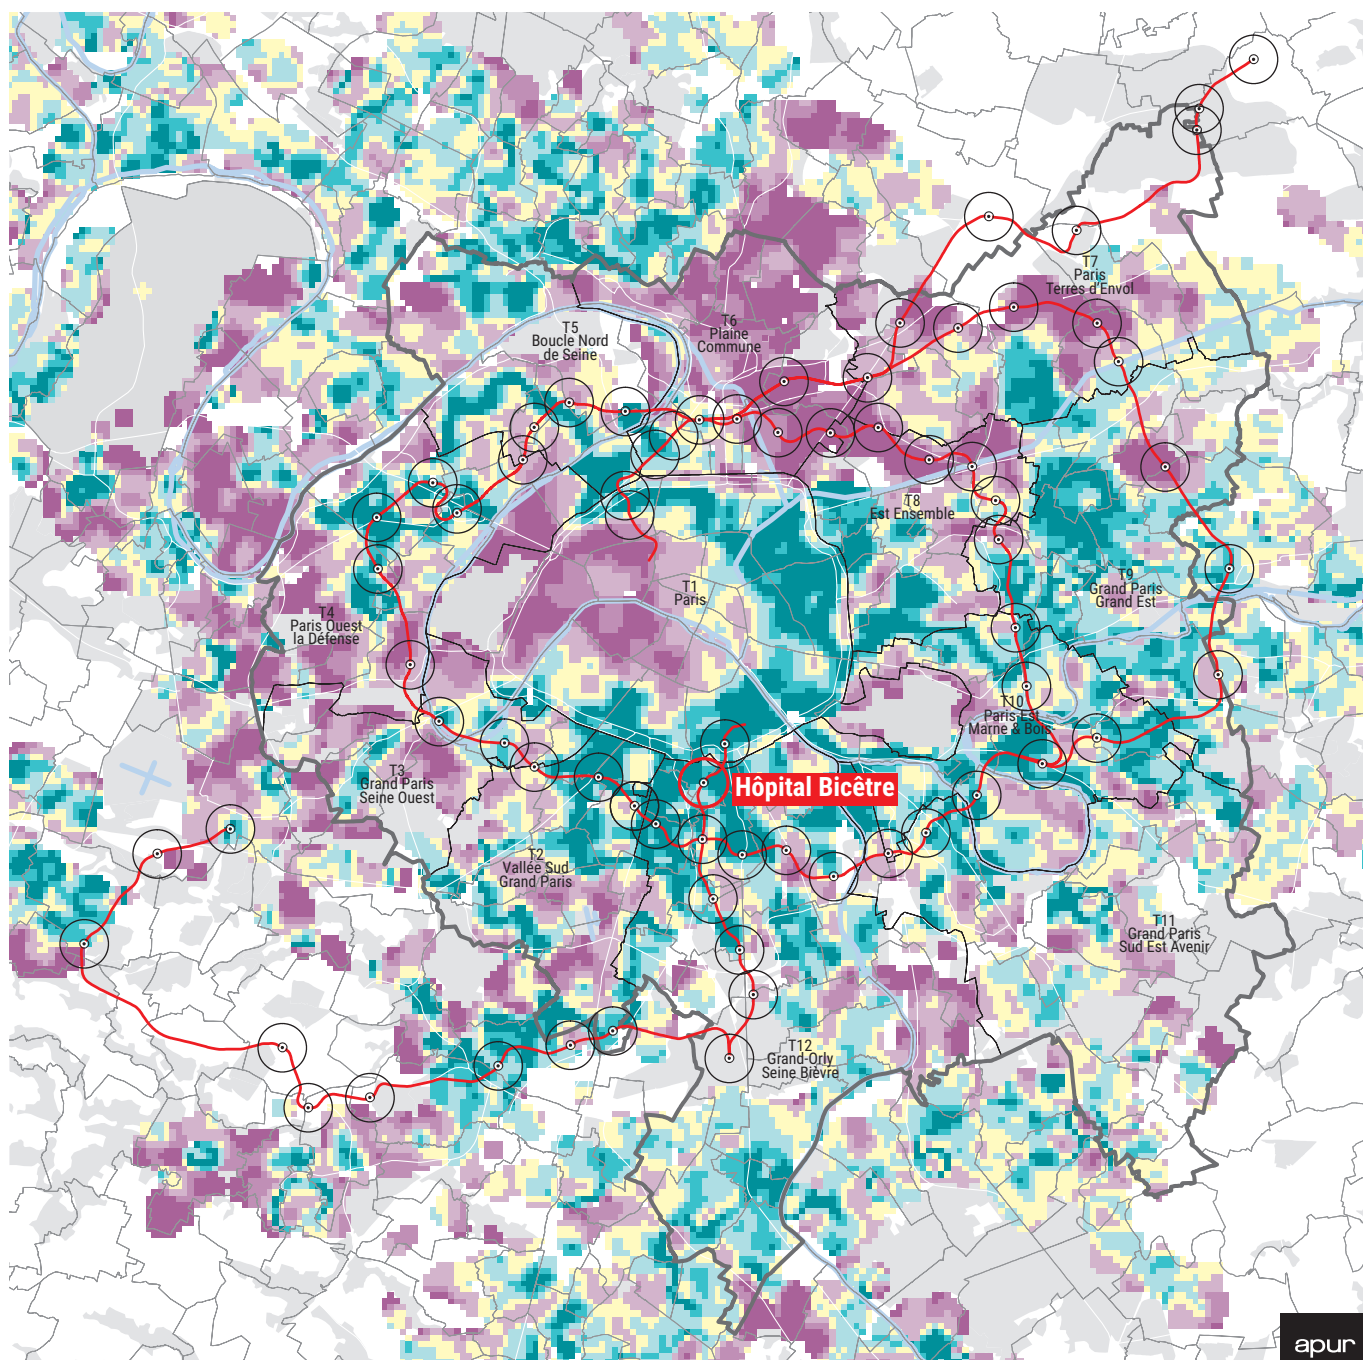 T7
Paris
Terres d'Envol
T5
Boucle Nord
de Seine
T6
Plaine
Commune
T8
Est Ensemble
T1
Paris
T9
Grand Paris
Grand Est
T4
Paris Ouest
la Défense
T10
Paris Est
Marne & Bois
T3
Grand Paris
Seine Ouest
Hôpital Bicêtre
T2
Vallée Sud
Grand Paris
T11
Grand Paris
Sud Est Avenir
T12
Grand-Orly
Seine Bièvre
apur